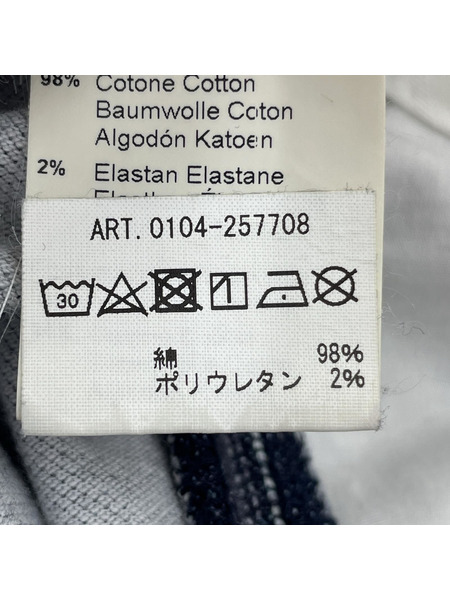 98% Cotone Cotton
Baumwolle Coton
Algodón Katoen
2% Elastan Elastane
ART. 0104-257708
30
綿 98%
ポリウレタン 2%